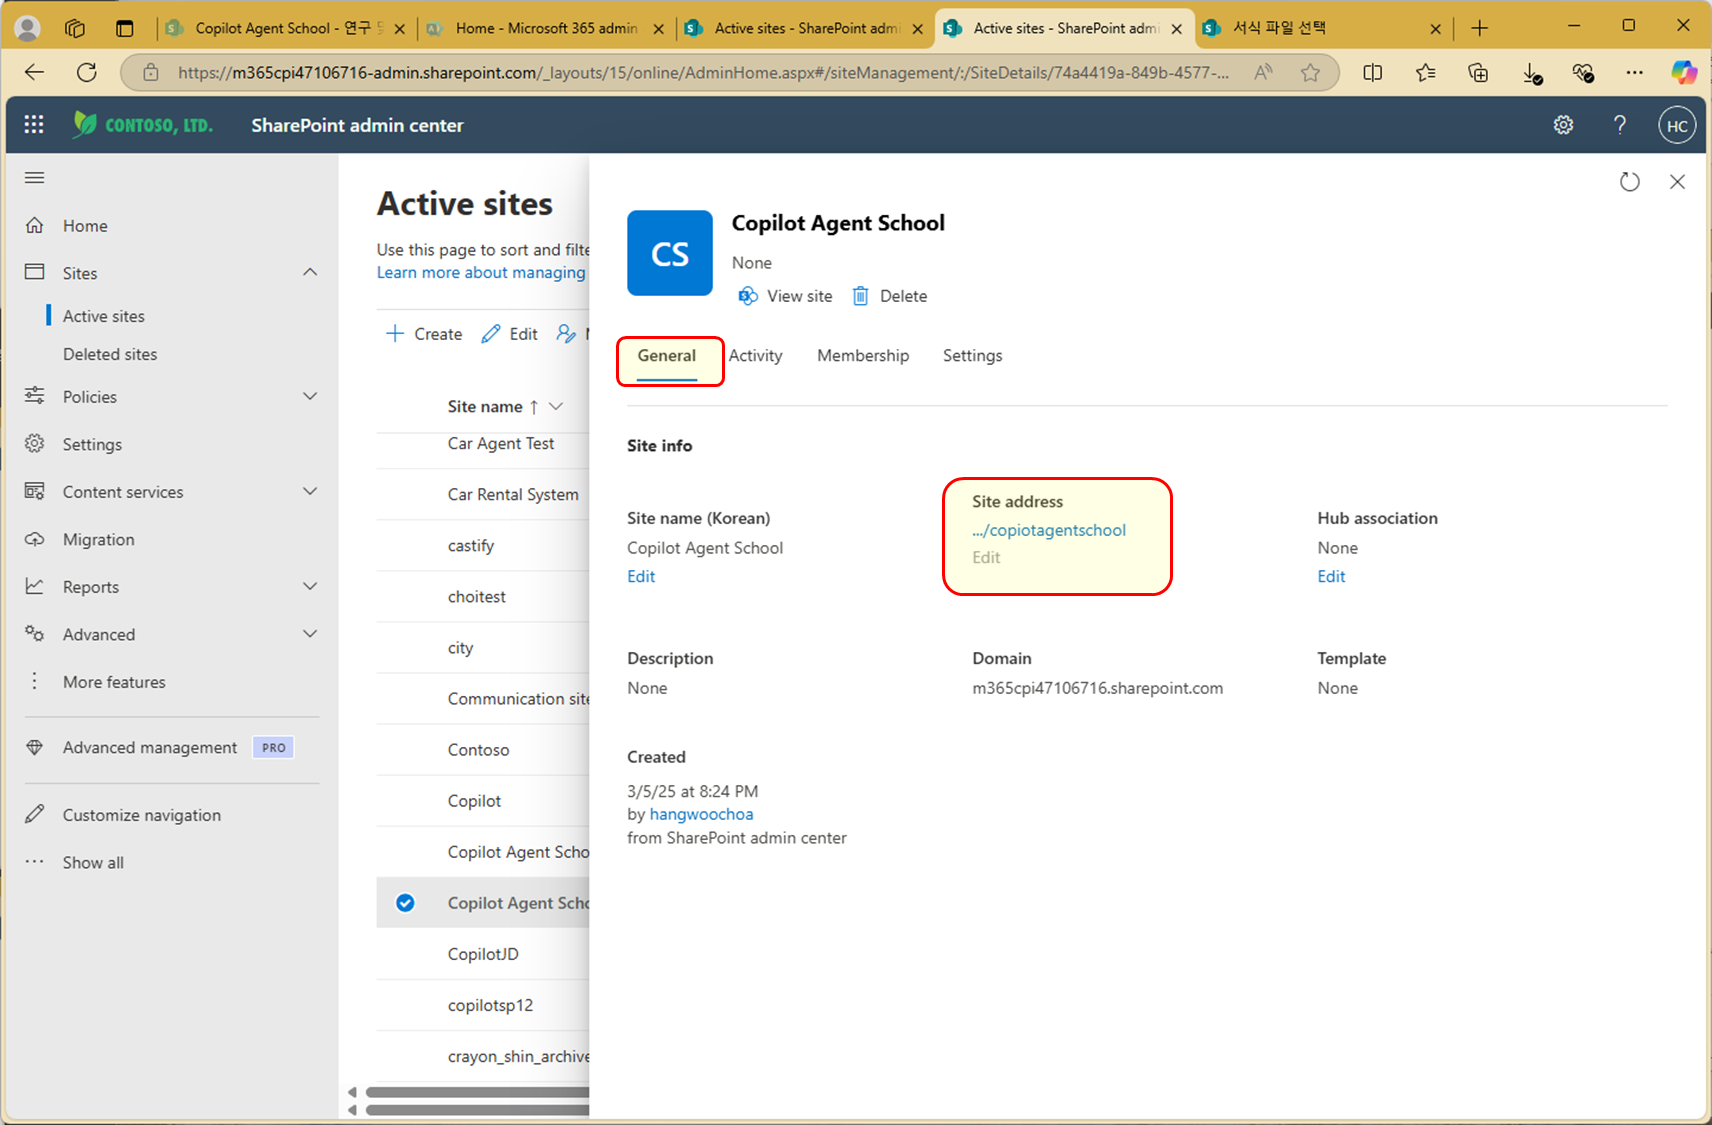 Copilot Agent School - 연구 및
Home - Microsoft 365 admin
Active sites - SharePoint admi
Active sites - SharePoint admi
서식 파일 선택
https://m365cpi47106716-admin.sharepoint.com/_layouts/15/online/AdminHome.aspx#/siteManagement/:/SiteDetails/74a4419a-849b-4577-...
CONTOSO, LTD.
SharePoint admin center
HC
Home
Sites
Active sites
Deleted sites
Policies
Settings
Content services
Migration
Reports
Advanced
More features
Advanced management PRO
Customize navigation
Show all
Active sites
Use this page to sort and filte
Learn more about managing
Create
Edit
Site name
Car Agent Test
Car Rental System
castify
choitest
city
Communication site
Contoso
Copilot
Copilot Agent Scho
Copilot Agent Scho
CopilotJD
copilotsp12
crayon_shin_archive
CS
Copilot Agent School
None
View site
Delete
General
Activity
Membership
Settings
Site info
Site name (Korean)
Copilot Agent School
Edit
Site address
.../copiotagentschool
Edit
Hub association
None
Edit
Description
None
Domain
m365cpi47106716.sharepoint.com
Template
None
Created
3/5/25 at 8:24 PM
by hangwoochoa
from SharePoint admin center